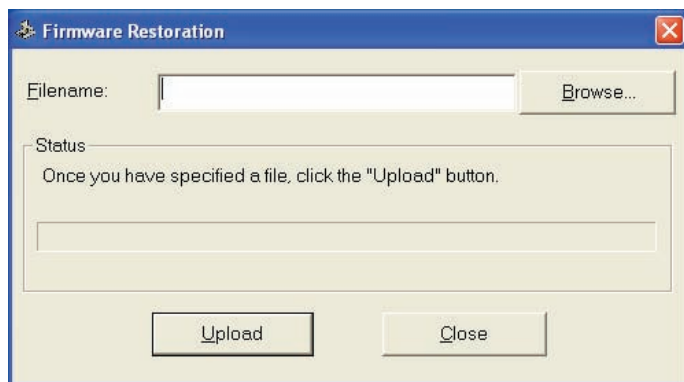 Firmware Restoration
Filename:
Browse...
Status
Once you have specified a file, click the "Upload" button.
Upload
Close